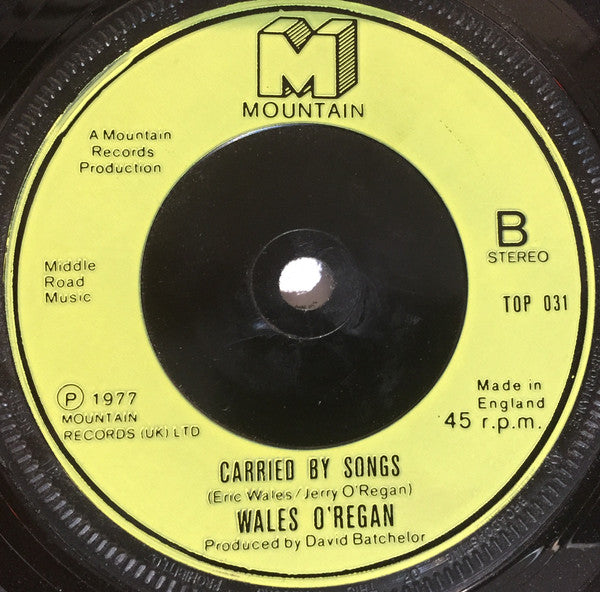 M
MOUNTAIN
A Mountain
Records
Production
B
STEREO
Middle
Road
Music
TOP 031
Ⓟ 1977
MOUNTAIN
RECORDS (UK) LTD
Made in
England
45 r.p.m.
CARRIED BY SONGS
(Eric Wales/Jerry O'Regan)
WALES O'REGAN
Produced by David Batchelor